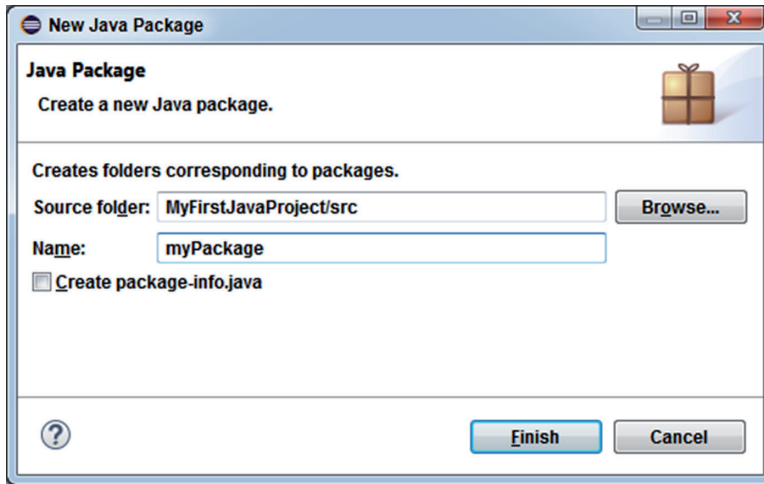 New Java Package
Java Package
Create a new Java package.
Creates folders corresponding to packages.
Source folder: MyFirstJavaProject/src Browse...
Name: myPackage
Create package-info.java
? Finish Cancel